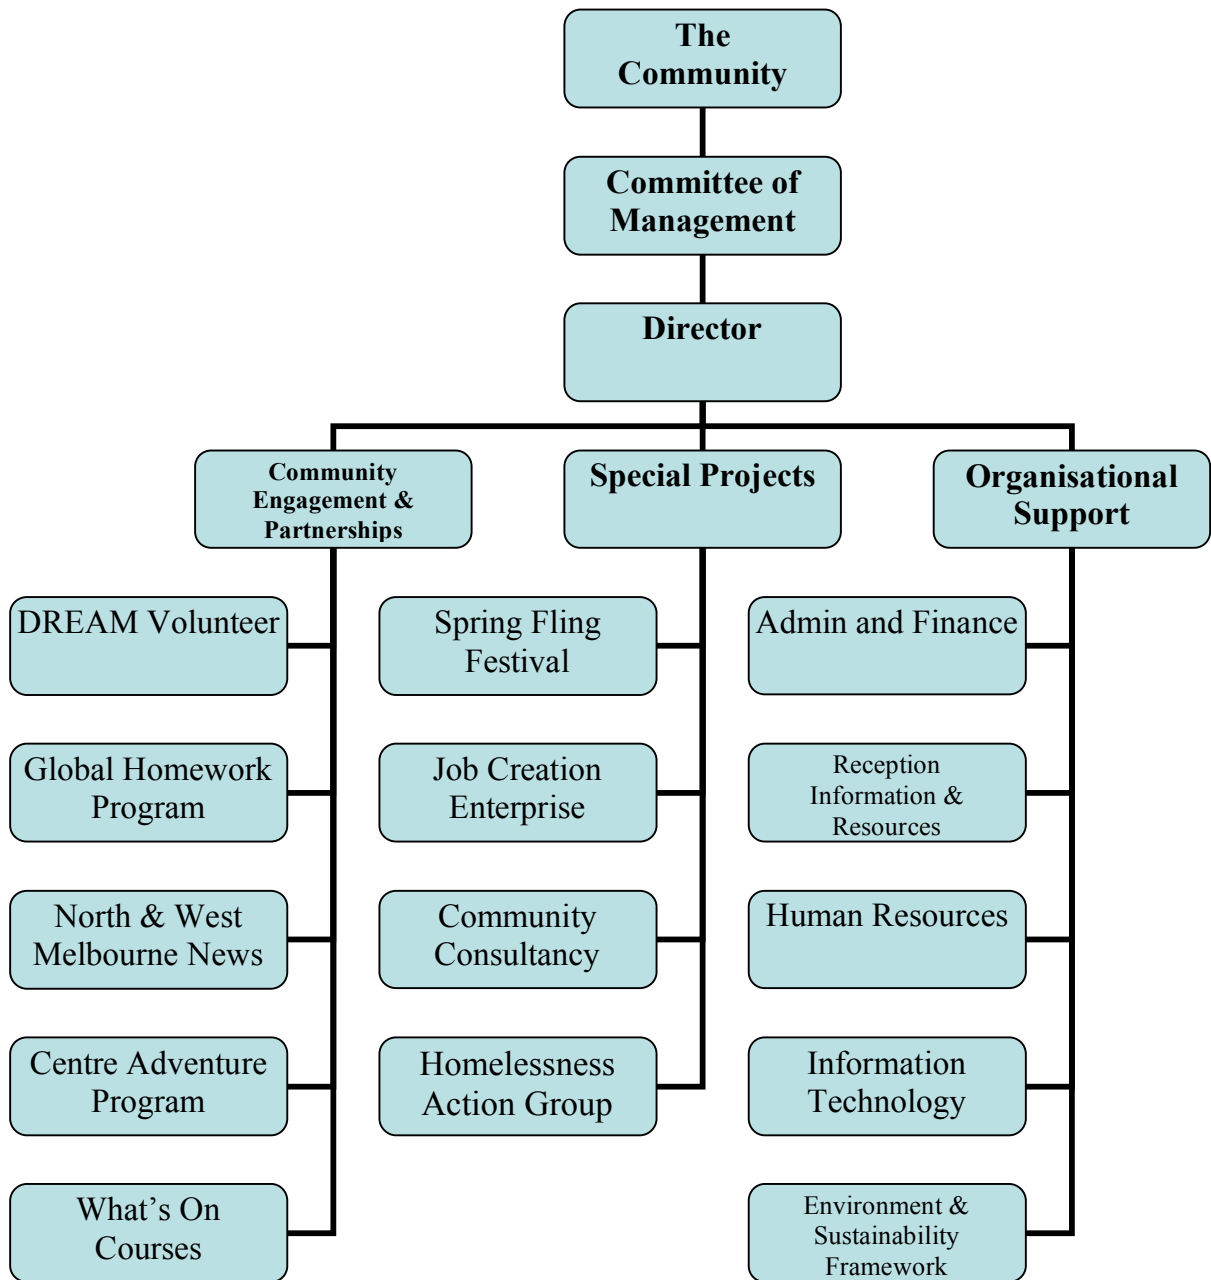 The
Community
Committee of
Management
Director
Community
Engagement &
Partnerships
Special Projects
Organisational
Support
DREAM Volunteer
Spring Fling
Festival
Admin and Finance
Global Homework
Program
Job Creation
Enterprise
Reception
Information &
Resources
North & West
Melbourne News
Community
Consultancy
Human Resources
Centre Adventure
Program
Homelessness
Action Group
Information
Technology
What’s On
Courses
Environment &
Sustainability
Framework